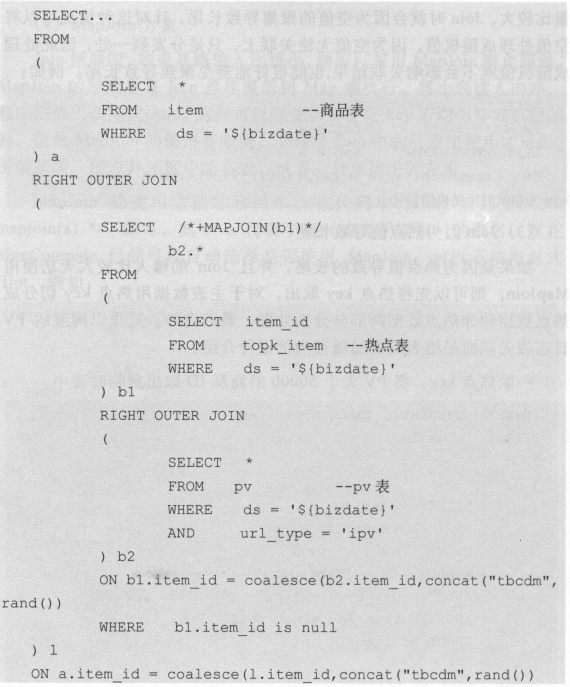 SELECT...
FROM
(
SELECT *
FROM item --商品表
WHERE ds = '${bizdate}'
) a
RIGHT OUTER JOIN
(
SELECT /*+MAPJOIN(b1)*/
b2.*
FROM
(
SELECT item_id
FROM topk_item --热点表
WHERE ds = '${bizdate}'
) b1
RIGHT OUTER JOIN
(
SELECT *
FROM pv --pv 表
WHERE ds = '${bizdate}'
AND url_type = 'ipv'
) b2
ON b1.item_id = coalesce(b2.item_id,concat("tbcdm",
rand())
WHERE b1.item_id is null
) l
ON a.item_id = coalesce(l.item_id,concat("tbcdm",rand())